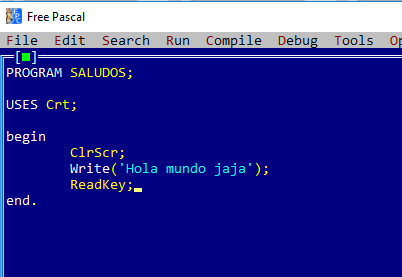 Free Pascal
File Edit Search Run Compile Debug Tools
[■]
PROGRAM SALUDOS;
USES Crt;
begin
ClrScr;
Write('Hola mundo jaja');
ReadKey;
end.